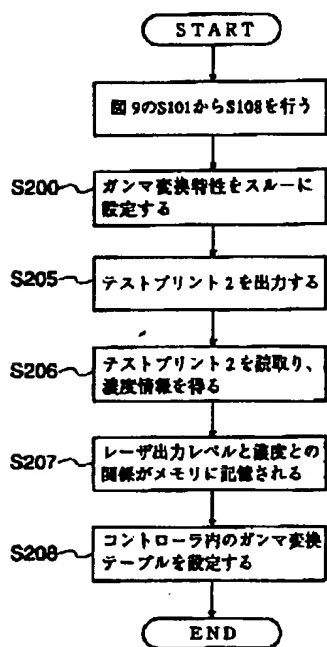 START
図9のS101からS108を行う
S200
ガンマ変換特性をスルーに
設定する
S205
テストプリント2を出力する
S206
テストプリント2を読取り、
濃度情報を得る
S207
レーザ出力レベルと濃度との
関係がメモリに記憶される
S208
コントローラ内のガンマ変換
テーブルを設定する
END